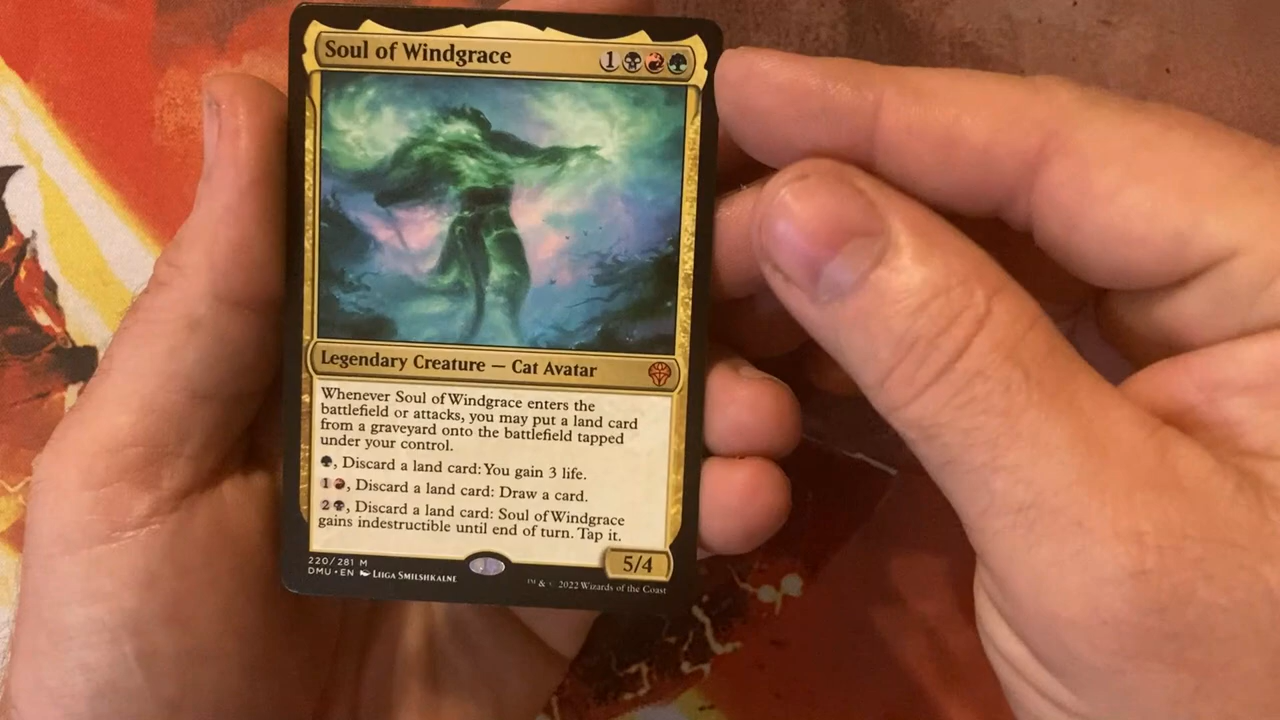 Soul of Windgrace 1
Legendary Creature — Cat Avatar
Whenever Soul of Windgrace enters the
battlefield or attacks, you may put a land card
from a graveyard onto the battlefield tapped
under your control.
, Discard a land card: You gain 3 life.
1 , Discard a land card: Draw a card.
2 , Discard a land card: Soul of Windgrace
gains indestructible until end of turn. Tap it.
5/4
220/281 M
DMU • EN Liiga Smilshkalne
™ & © 2022 Wizards of the Coast